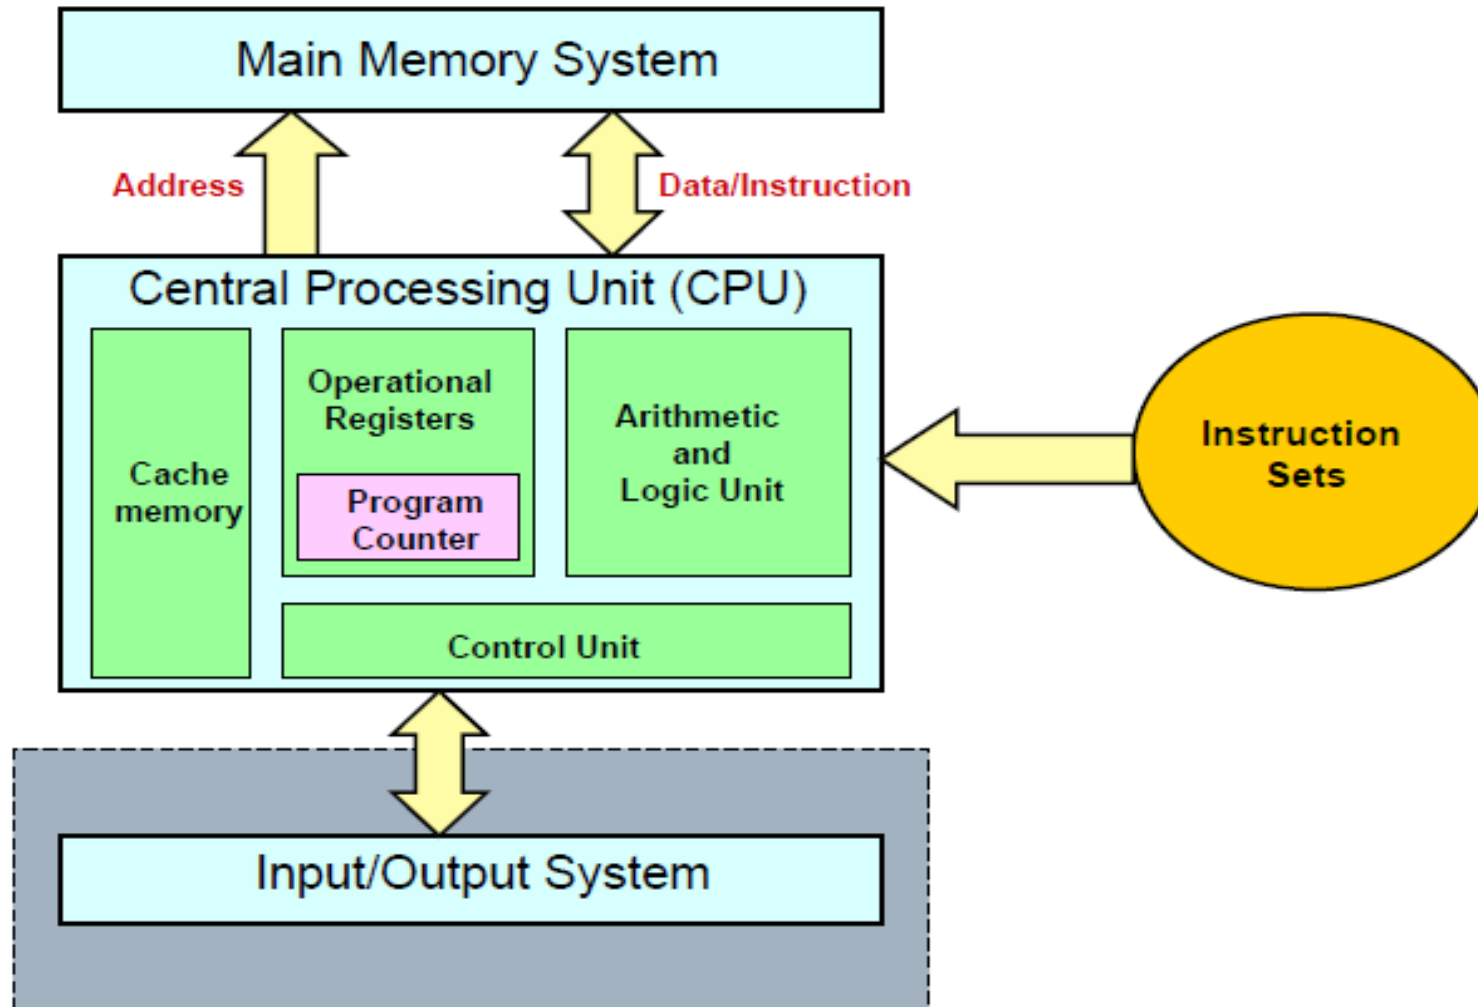 Main Memory System
Address
Data/Instruction
Central Processing Unit (CPU)
Cache
memory
Operational
Registers
Program
Counter
Arithmetic
and
Logic Unit
Control Unit
Instruction
Sets
Input/Output System